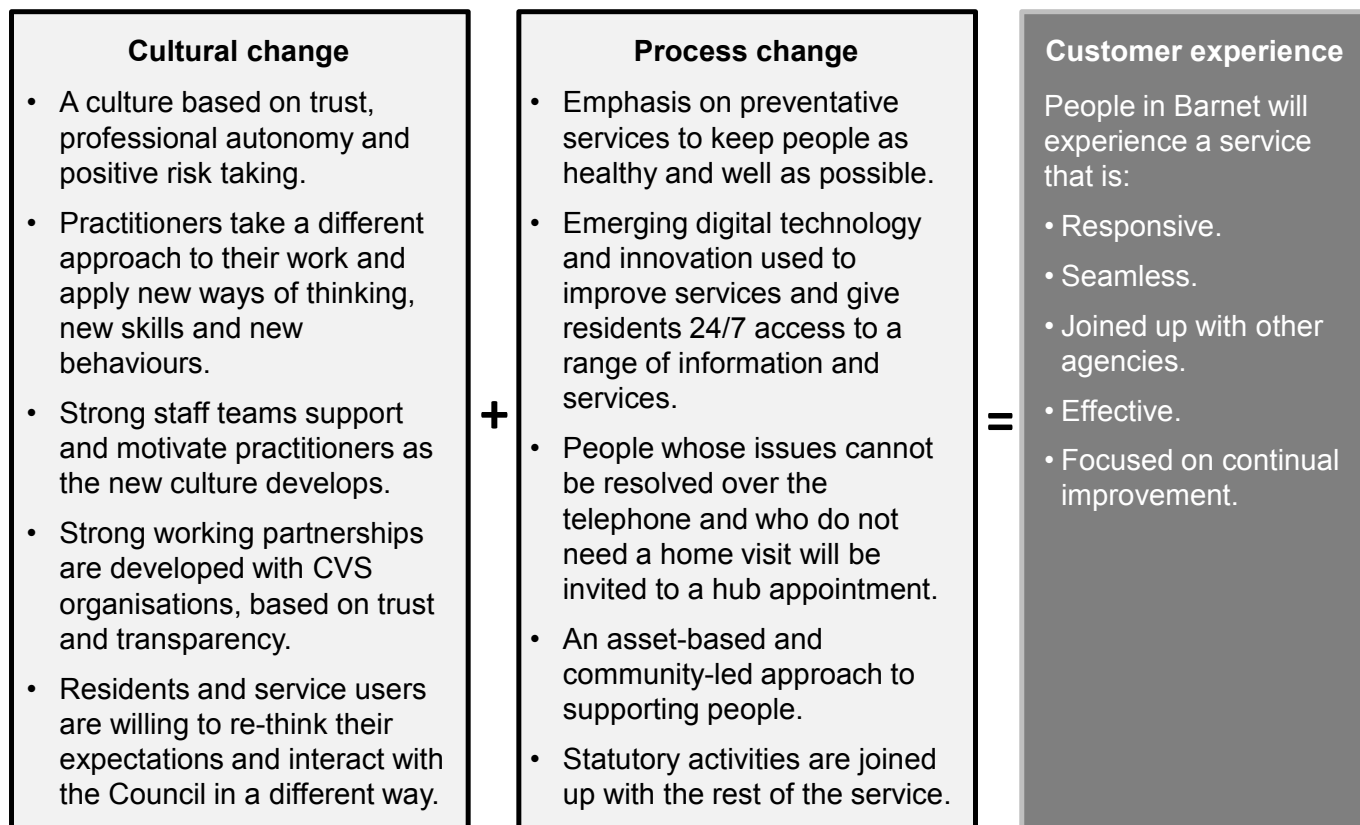 Cultural change
• A culture based on trust,
professional autonomy and
positive risk taking.
• Practitioners take a different
approach to their work and
apply new ways of thinking,
new skills and new
behaviours.
• Strong staff teams support
and motivate practitioners as
the new culture develops.
• Strong working partnerships
are developed with CVS
organisations, based on trust
and transparency.
• Residents and service users
are willing to re-think their
expectations and interact with
the Council in a different way.
+
Process change
• Emphasis on preventative
services to keep people as
healthy and well as possible.
• Emerging digital technology
and innovation used to
improve services and give
residents 24/7 access to a
range of information and
services.
• People whose issues cannot
be resolved over the
telephone and who do not
need a home visit will be
invited to a hub appointment.
• An asset-based and
community-led approach to
supporting people.
• Statutory activities are joined
up with the rest of the service.
=
Customer experience
People in Barnet will
experience a service
that is:
• Responsive.
• Seamless.
• Joined up with other
agencies.
• Effective.
• Focused on continual
improvement.